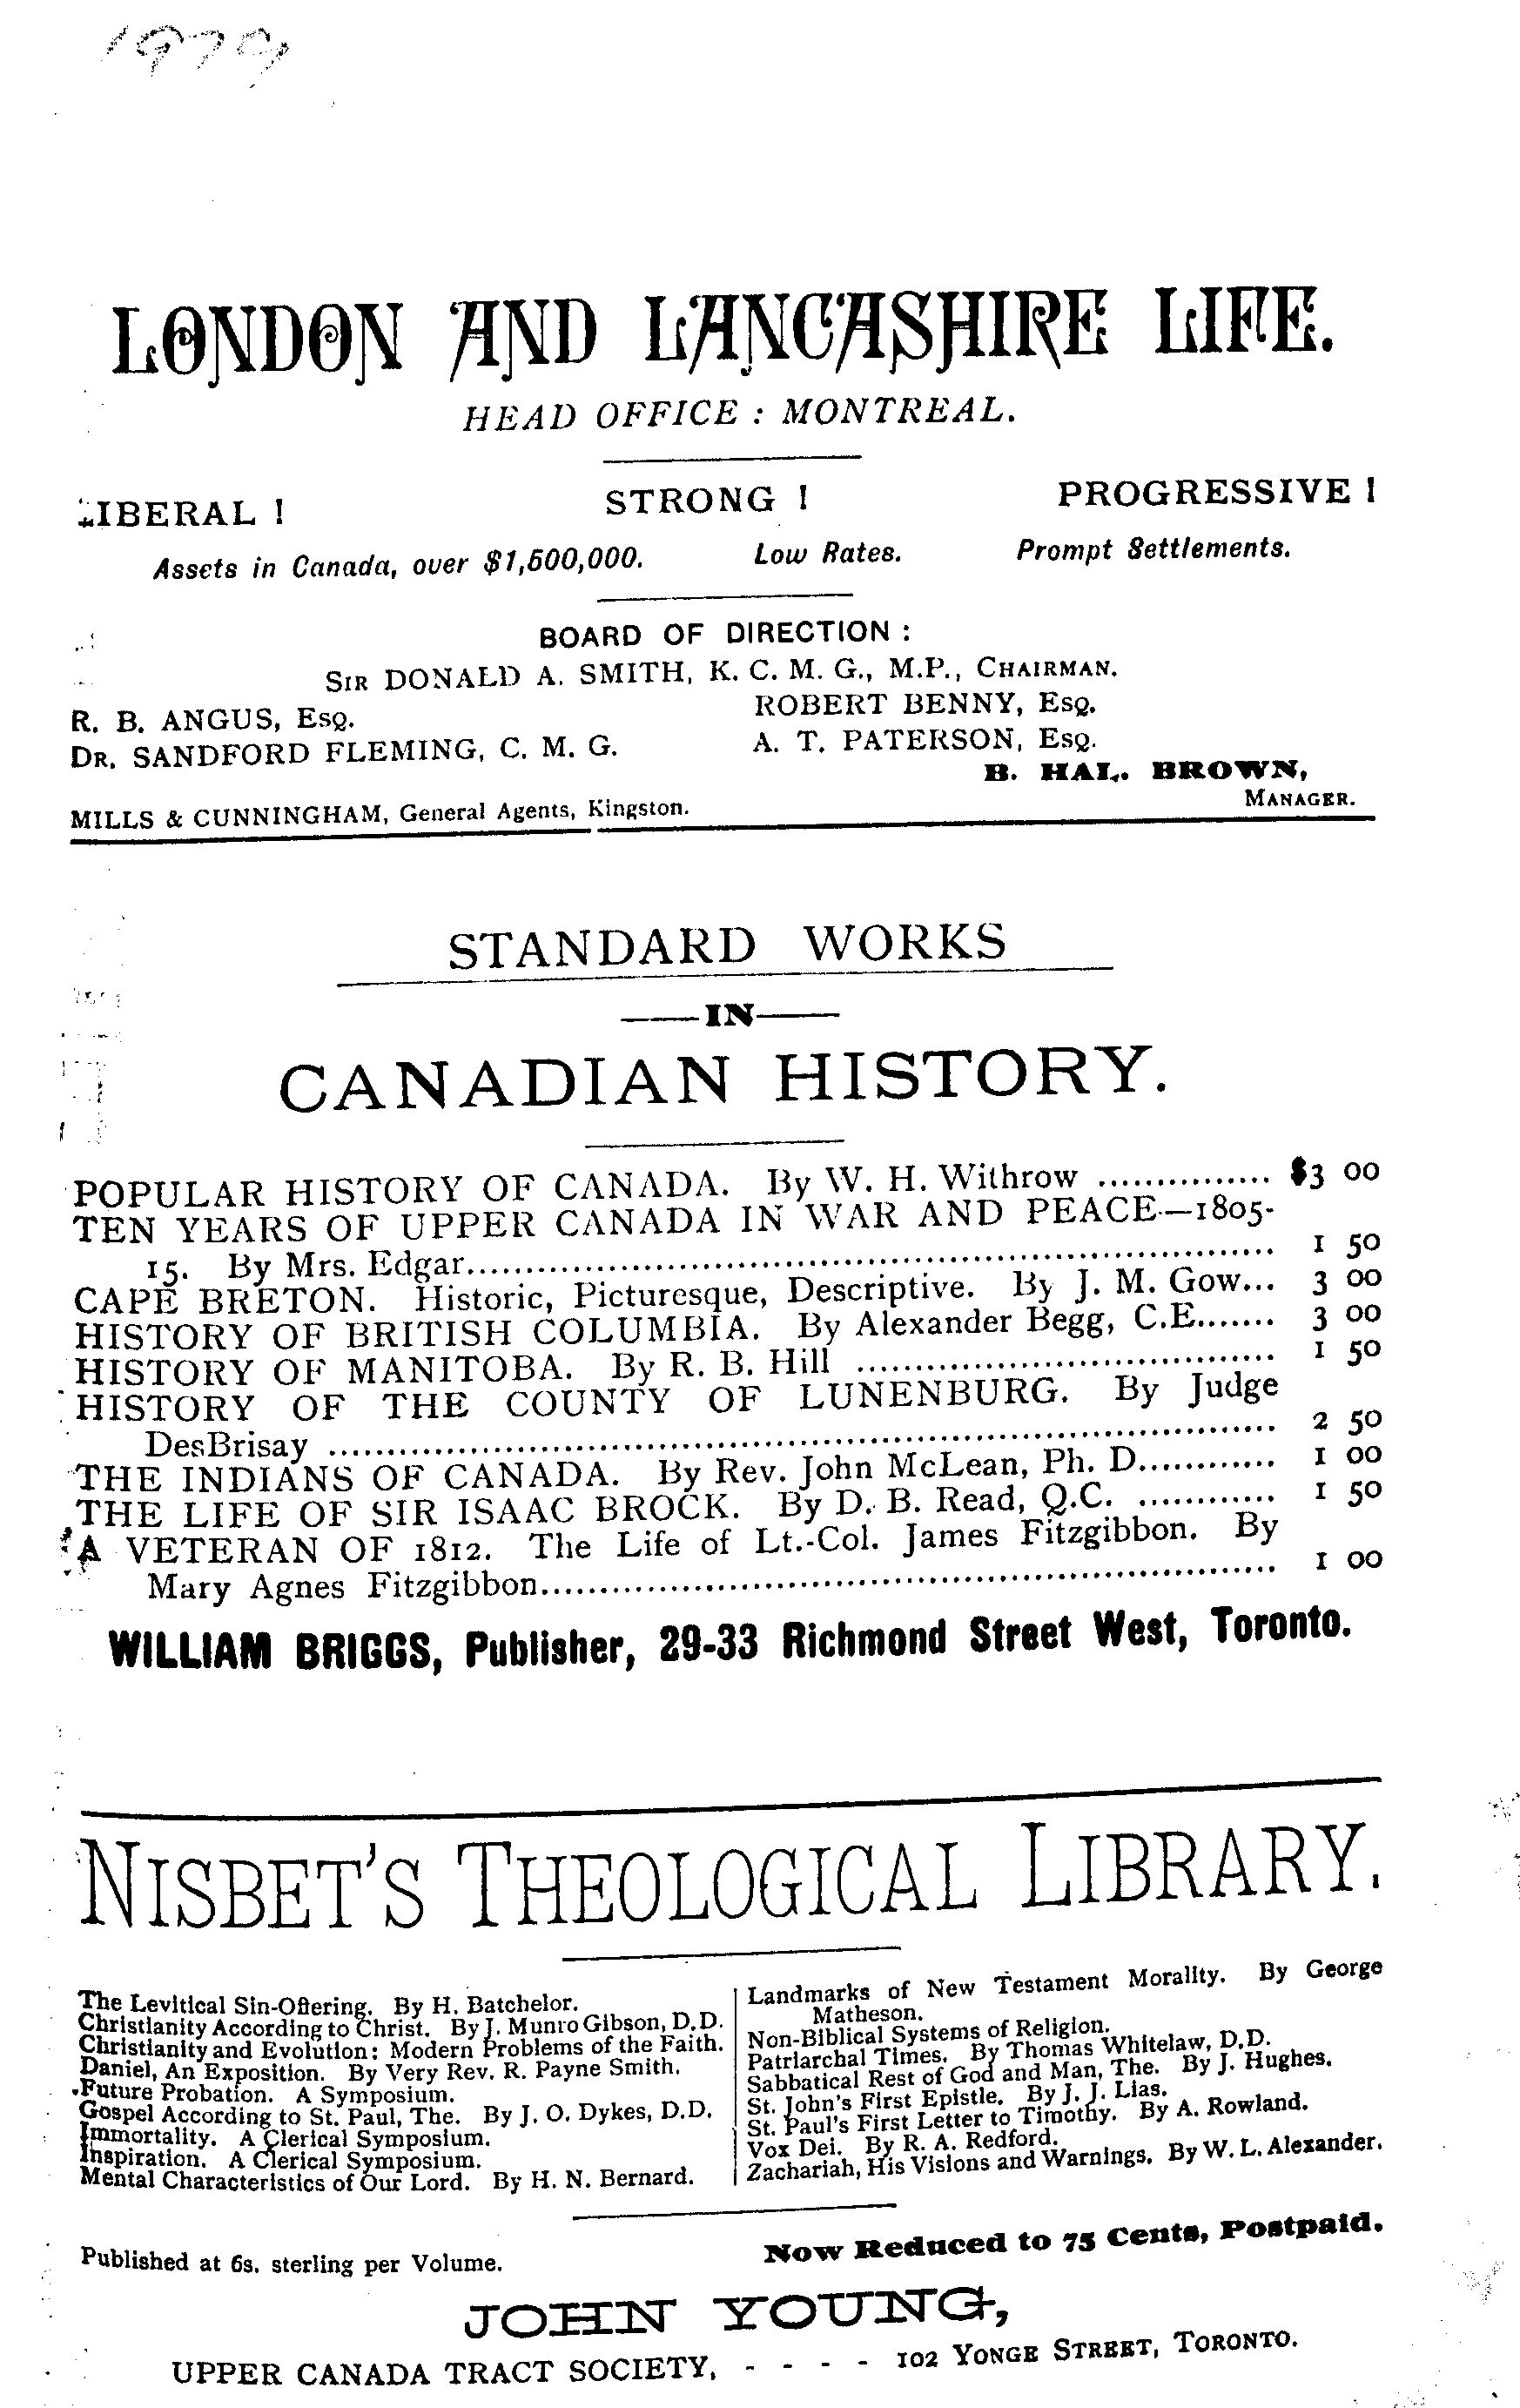 LONDON AND LANCASHIRE LIFE.
HEAD OFFICE : MONTREAL.
LIBERAL ! STRONG ! PROGRESSIVE !
Assets in Canada, over $1,500,000. Low Rates. Prompt Settlements.
BOARD OF DIRECTION :
SIR DONALD A. SMITH, K. C. M. G., M.P., CHAIRMAN.
R. B. ANGUS, ESQ. ROBERT BENNY, ESQ.
DR. SANDFORD FLEMING, C. M. G. A. T. PATERSON, ESQ.
B. HAL. BROWN,
MILLS & CUNNINGHAM, General Agents, Kingston. MANAGER.
STANDARD WORKS
——IN——
CANADIAN HISTORY.
POPULAR HISTORY OF CANADA. By W. H. Withrow ............... $3 00
TEN YEARS OF UPPER CANADA IN WAR AND PEACE—1805-
15. By Mrs. Edgar.................................................................... 1 50
CAPE BRETON. Historic, Picturesque, Descriptive. By J. M. Gow... 3 00
HISTORY OF BRITISH COLUMBIA. By Alexander Begg, C.E....... 3 00
HISTORY OF MANITOBA. By R. B. Hill .................................... 1 50
HISTORY OF THE COUNTY OF LUNENBURG. By Judge
DesBrisay ................................................................................ 2 50
THE INDIANS OF CANADA. By Rev. John McLean, Ph. D............ 1 00
THE LIFE OF SIR ISAAC BROCK. By D. B. Read, Q.C. ............ 1 50
A VETERAN OF 1812. The Life of Lt.-Col. James Fitzgibbon. By
Mary Agnes Fitzgibbon............................................................... 1 00
WILLIAM BRIGGS, Publisher, 29-33 Richmond Street West, Toronto.
NISBET'S THEOLOGICAL LIBRARY.
The Levitical Sin-Offering. By H. Batchelor.
Christianity According to Christ. By J. Munro Gibson, D.D.
Christianity and Evolution: Modern Problems of the Faith.
Daniel, An Exposition. By Very Rev. R. Payne Smith.
Future Probation. A Symposium.
Gospel According to St. Paul, The. By J. O. Dykes, D.D.
Immortality. A Clerical Symposium.
Inspiration. A Clerical Symposium.
Mental Characteristics of Our Lord. By H. N. Bernard.
Landmarks of New Testament Morality. By George
Matheson.
Non-Biblical Systems of Religion.
Patriarchal Times. By Thomas Whitelaw, D.D.
Sabbatical Rest of God and Man, The. By J. Hughes.
St. John's First Epistle. By J. J. Lias.
St. Paul's First Letter to Timothy. By A. Rowland.
Vox Dei. By R. A. Redford.
Zachariah, His Visions and Warnings. By W. L. Alexander.
Published at 6s. sterling per Volume. Now Reduced to 75 Cents, Postpaid.
JOHN YOUNG,
UPPER CANADA TRACT SOCIETY, - - - - 102 YONGE STREET, TORONTO.